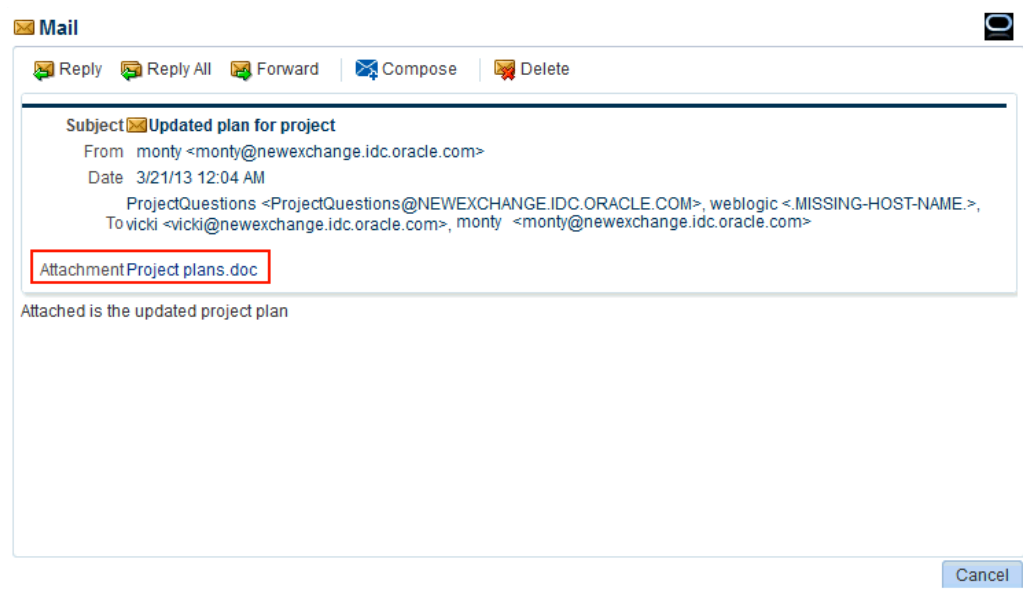 Mail
Reply Reply All Forward Compose Delete
Subject Updated plan for project
From monty <monty@newexchange.idc.oracle.com>
Date 3/21/13 12:04 AM
ProjectQuestions <ProjectQuestions@NEWEXCHANGE.IDC.ORACLE.COM>, weblogic <.MISSING-HOST-NAME.>,
To vicki <vicki@newexchange.idc.oracle.com>, monty <monty@newexchange.idc.oracle.com>
Attachment Project plans.doc
Attached is the updated project plan
Cancel